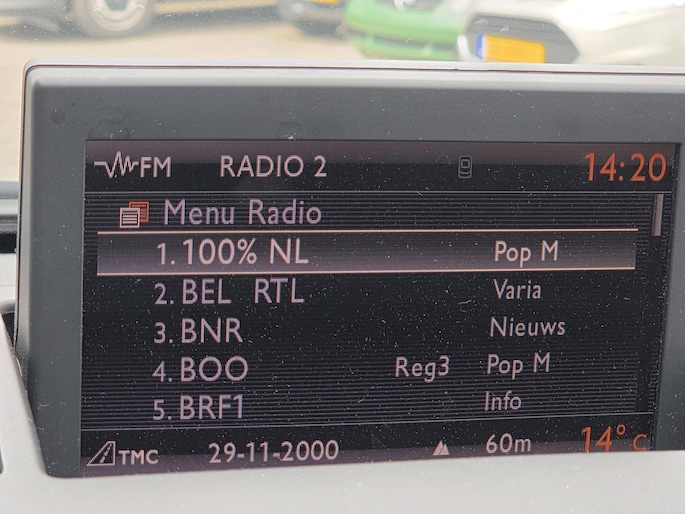 FM RADIO 2 14:20
Menu Radio
1. 100% NL Pop M
2. BEL RTL Varia
3. BNR Nieuws
4. BOO Reg3 Pop M
5. BRF1 Info
TMC 29-11-2000 60m 14° C